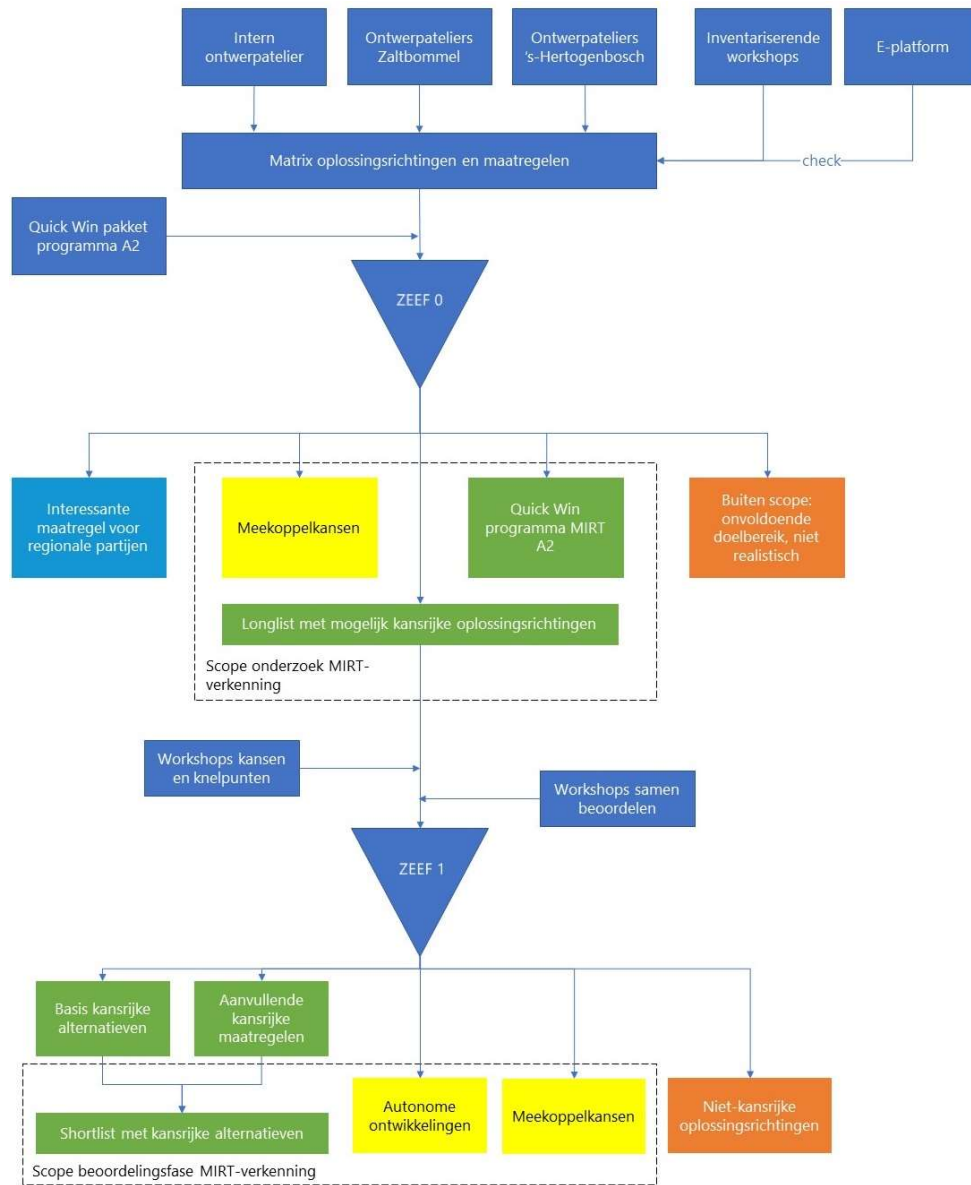 Intern
ontwerpatelier
Ontwerpateliers
Zaltbommel
Ontwerpateliers
's-Hertogenbosch
Inventariserende
workshops
E-platform
Matrix oplossingsrichtingen en maatregelen
check
Quick Win pakket
programma A2
ZEEF 0
Interessante
maatregel voor
regionale partijen
Meekoppelkansen
Quick Win
programma MIRT
A2
Buiten scope:
onvoldoende
doelbereik, niet
realistisch
Longlist met mogelijk kansrijke oplossingsrichtingen
Scope onderzoek MIRT-
verkenning
Workshops kansen
en knelpunten
Workshops samen
beoordelen
ZEEF 1
Basis kansrijke
alternatieven
Aanvullende
kansrijke
maatregelen
Autonome
ontwikkelingen
Meekoppelkansen
Niet-kansrijke
oplossingsrichtingen
Shortlist met kansrijke alternatieven
Scope beoordelingsfase MIRT-verkenning